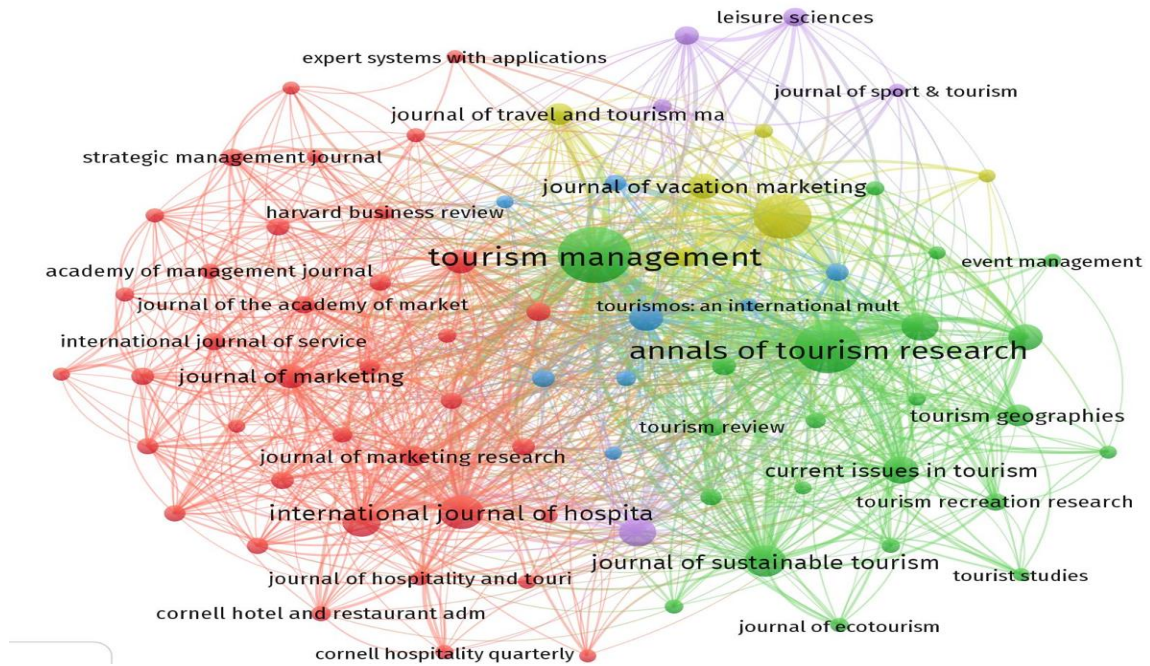 leisure sciences
expert systems with applications
journal of sport & tourism
journal of travel and tourism ma
strategic management journal
journal of vacation marketing
harvard business review
tourism management
event management
academy of management journal
journal of the academy of market
tourismos: an international mult
international journal of service
annals of tourism research
journal of marketing
tourism geographies
tourism review
journal of marketing research
current issues in tourism
tourism recreation research
international journal of hospita
journal of sustainable tourism
journal of hospitality and touri
tourist studies
cornell hotel and restaurant adm
journal of ecotourism
cornell hospitality quarterly